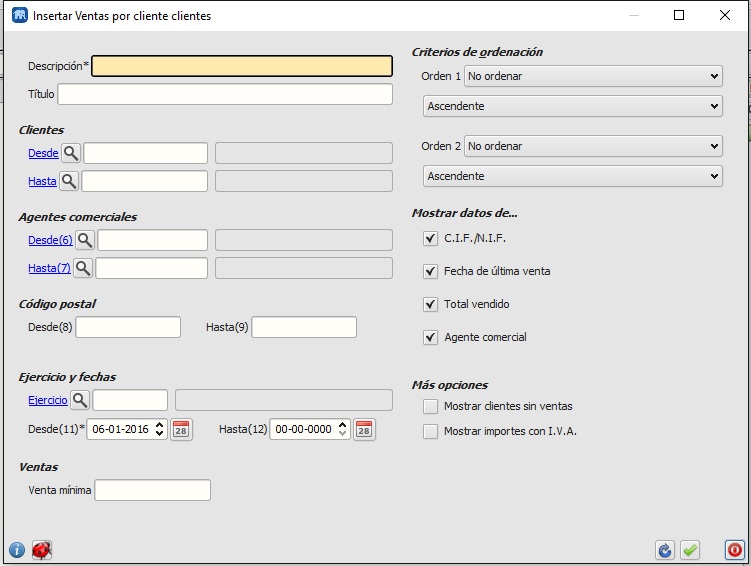 Insertar Ventas por cliente clientes
Descripción*
Título
Clientes
Desde
Hasta
Agentes comerciales
Desde(6)
Hasta(7)
Código postal
Desde(8) Hasta(9)
Ejercicio y fechas
Ejercicio
Desde(11)* 06-01-2016 28 Hasta(12) 00-00-0000 28
Ventas
Venta mínima
Criterios de ordenación
Orden 1 No ordenar
Ascendente
Orden 2 No ordenar
Ascendente
Mostrar datos de...
C.I.F./N.I.F.
Fecha de última venta
Total vendido
Agente comercial
Más opciones
Mostrar clientes sin ventas
Mostrar importes con I.V.A.